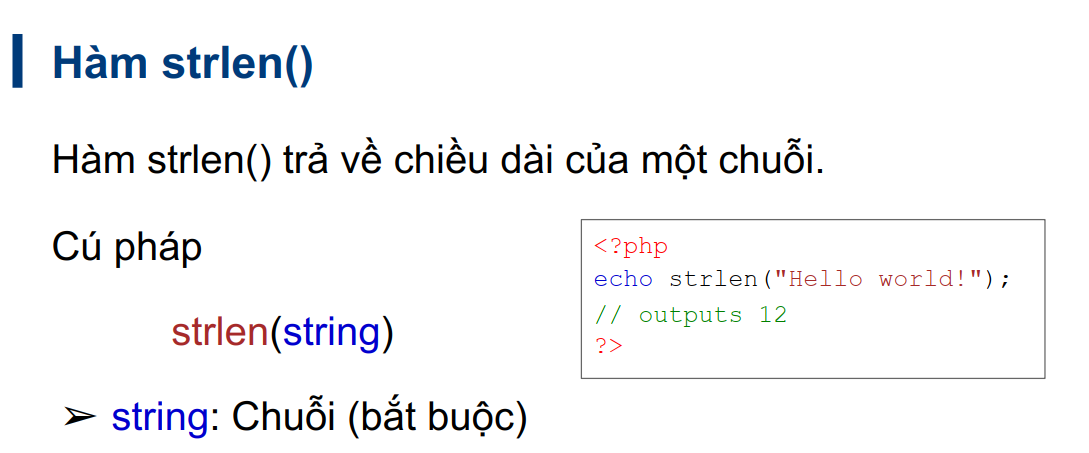 Hàm strlen()
Hàm strlen() trả về chiều dài của một chuỗi.
Cú pháp
strlen(string)
➢ string: Chuỗi (bắt buộc)
<?php
echo strlen("Hello world!");
// outputs 12
?>